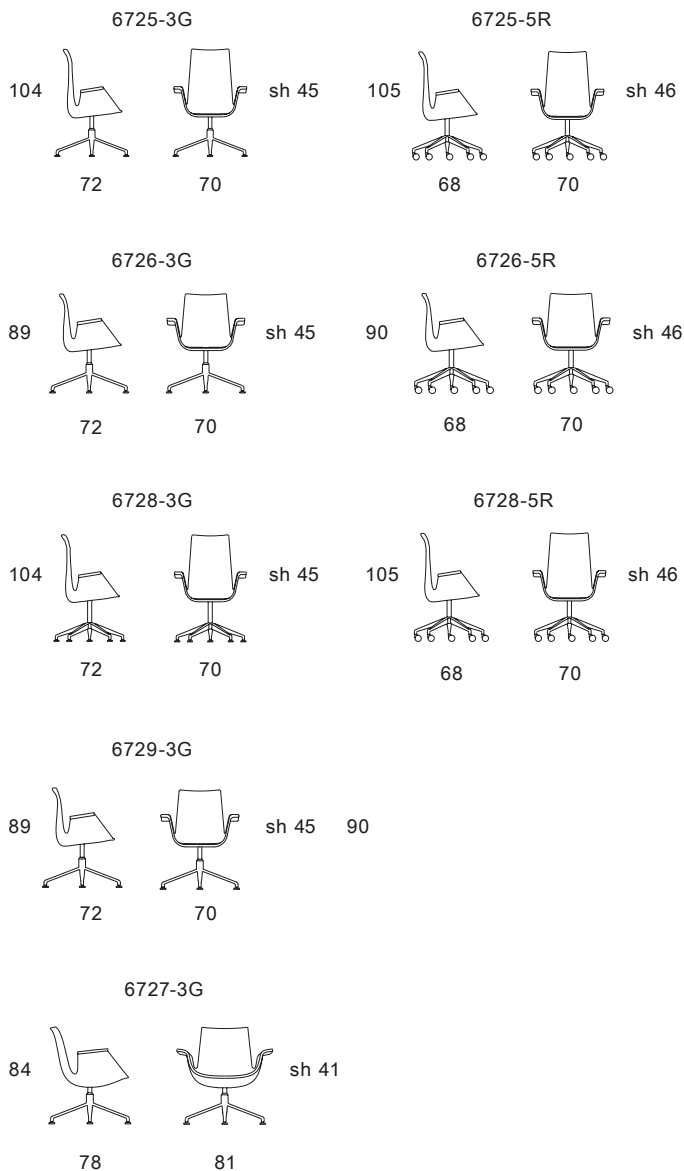 6725-3G 6725-5R
104 sh 45 105 sh 46
72 70 68 70
6726-3G 6726-5R
89 sh 45 90 sh 46
72 70 68 70
6728-3G 6728-5R
104 sh 45 105 sh 46
72 70 68 70
6729-3G
89 sh 45 90
72 70
6727-3G
84 sh 41
78 81